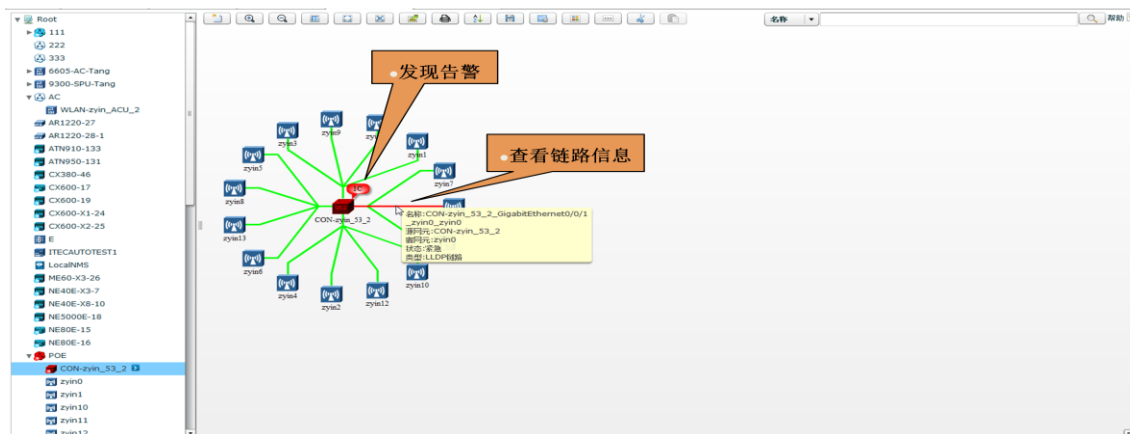 Root
名称
帮助
111
222
333
6605-AC-Tang
9300-SPU-Tang
AC
WLAN-zyin_ACU_2
AR1220-27
AR1220-28-1
ATN910-133
ATN950-131
CX380-46
CX600-17
CX600-19
CX600-X1-24
CX600-X2-25
E
ITECAUTOTEST1
LocalNMS
ME60-X3-26
NE40E-X3-7
NE40E-X8-10
NE5000E-18
NE80E-15
NE80E-16
POE
CON-zyin_53_2
zyin0
zyin1
zyin10
zyin11
zyin12
发现告警
查看链路信息
zyin9
zyin3
zyin1
zyin5
zyin7
zyin8
1C
CON-zyin_53_2
zyin13
zyin6
zyin4
zyin2
zyin12
zyin10
名称:CON-zyin_53_2_GigabitEthernet0/0/1
_zyin0_zyin0
源网元:CON-zyin_53_2
宿网元:zyin0
状态:紧急
类型:LLDP链路